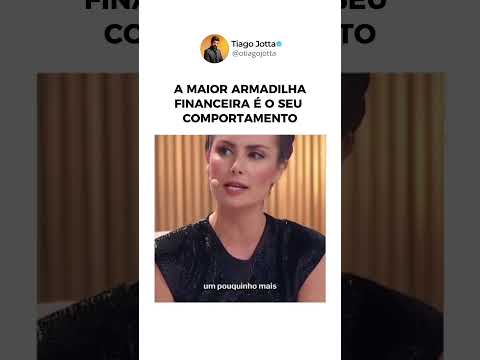 Tiago Jotta
@otiagojotta
A MAIOR ARMADILHA
FINANCEIRA É O SEU
COMPORTAMENTO
um pouquinho mais